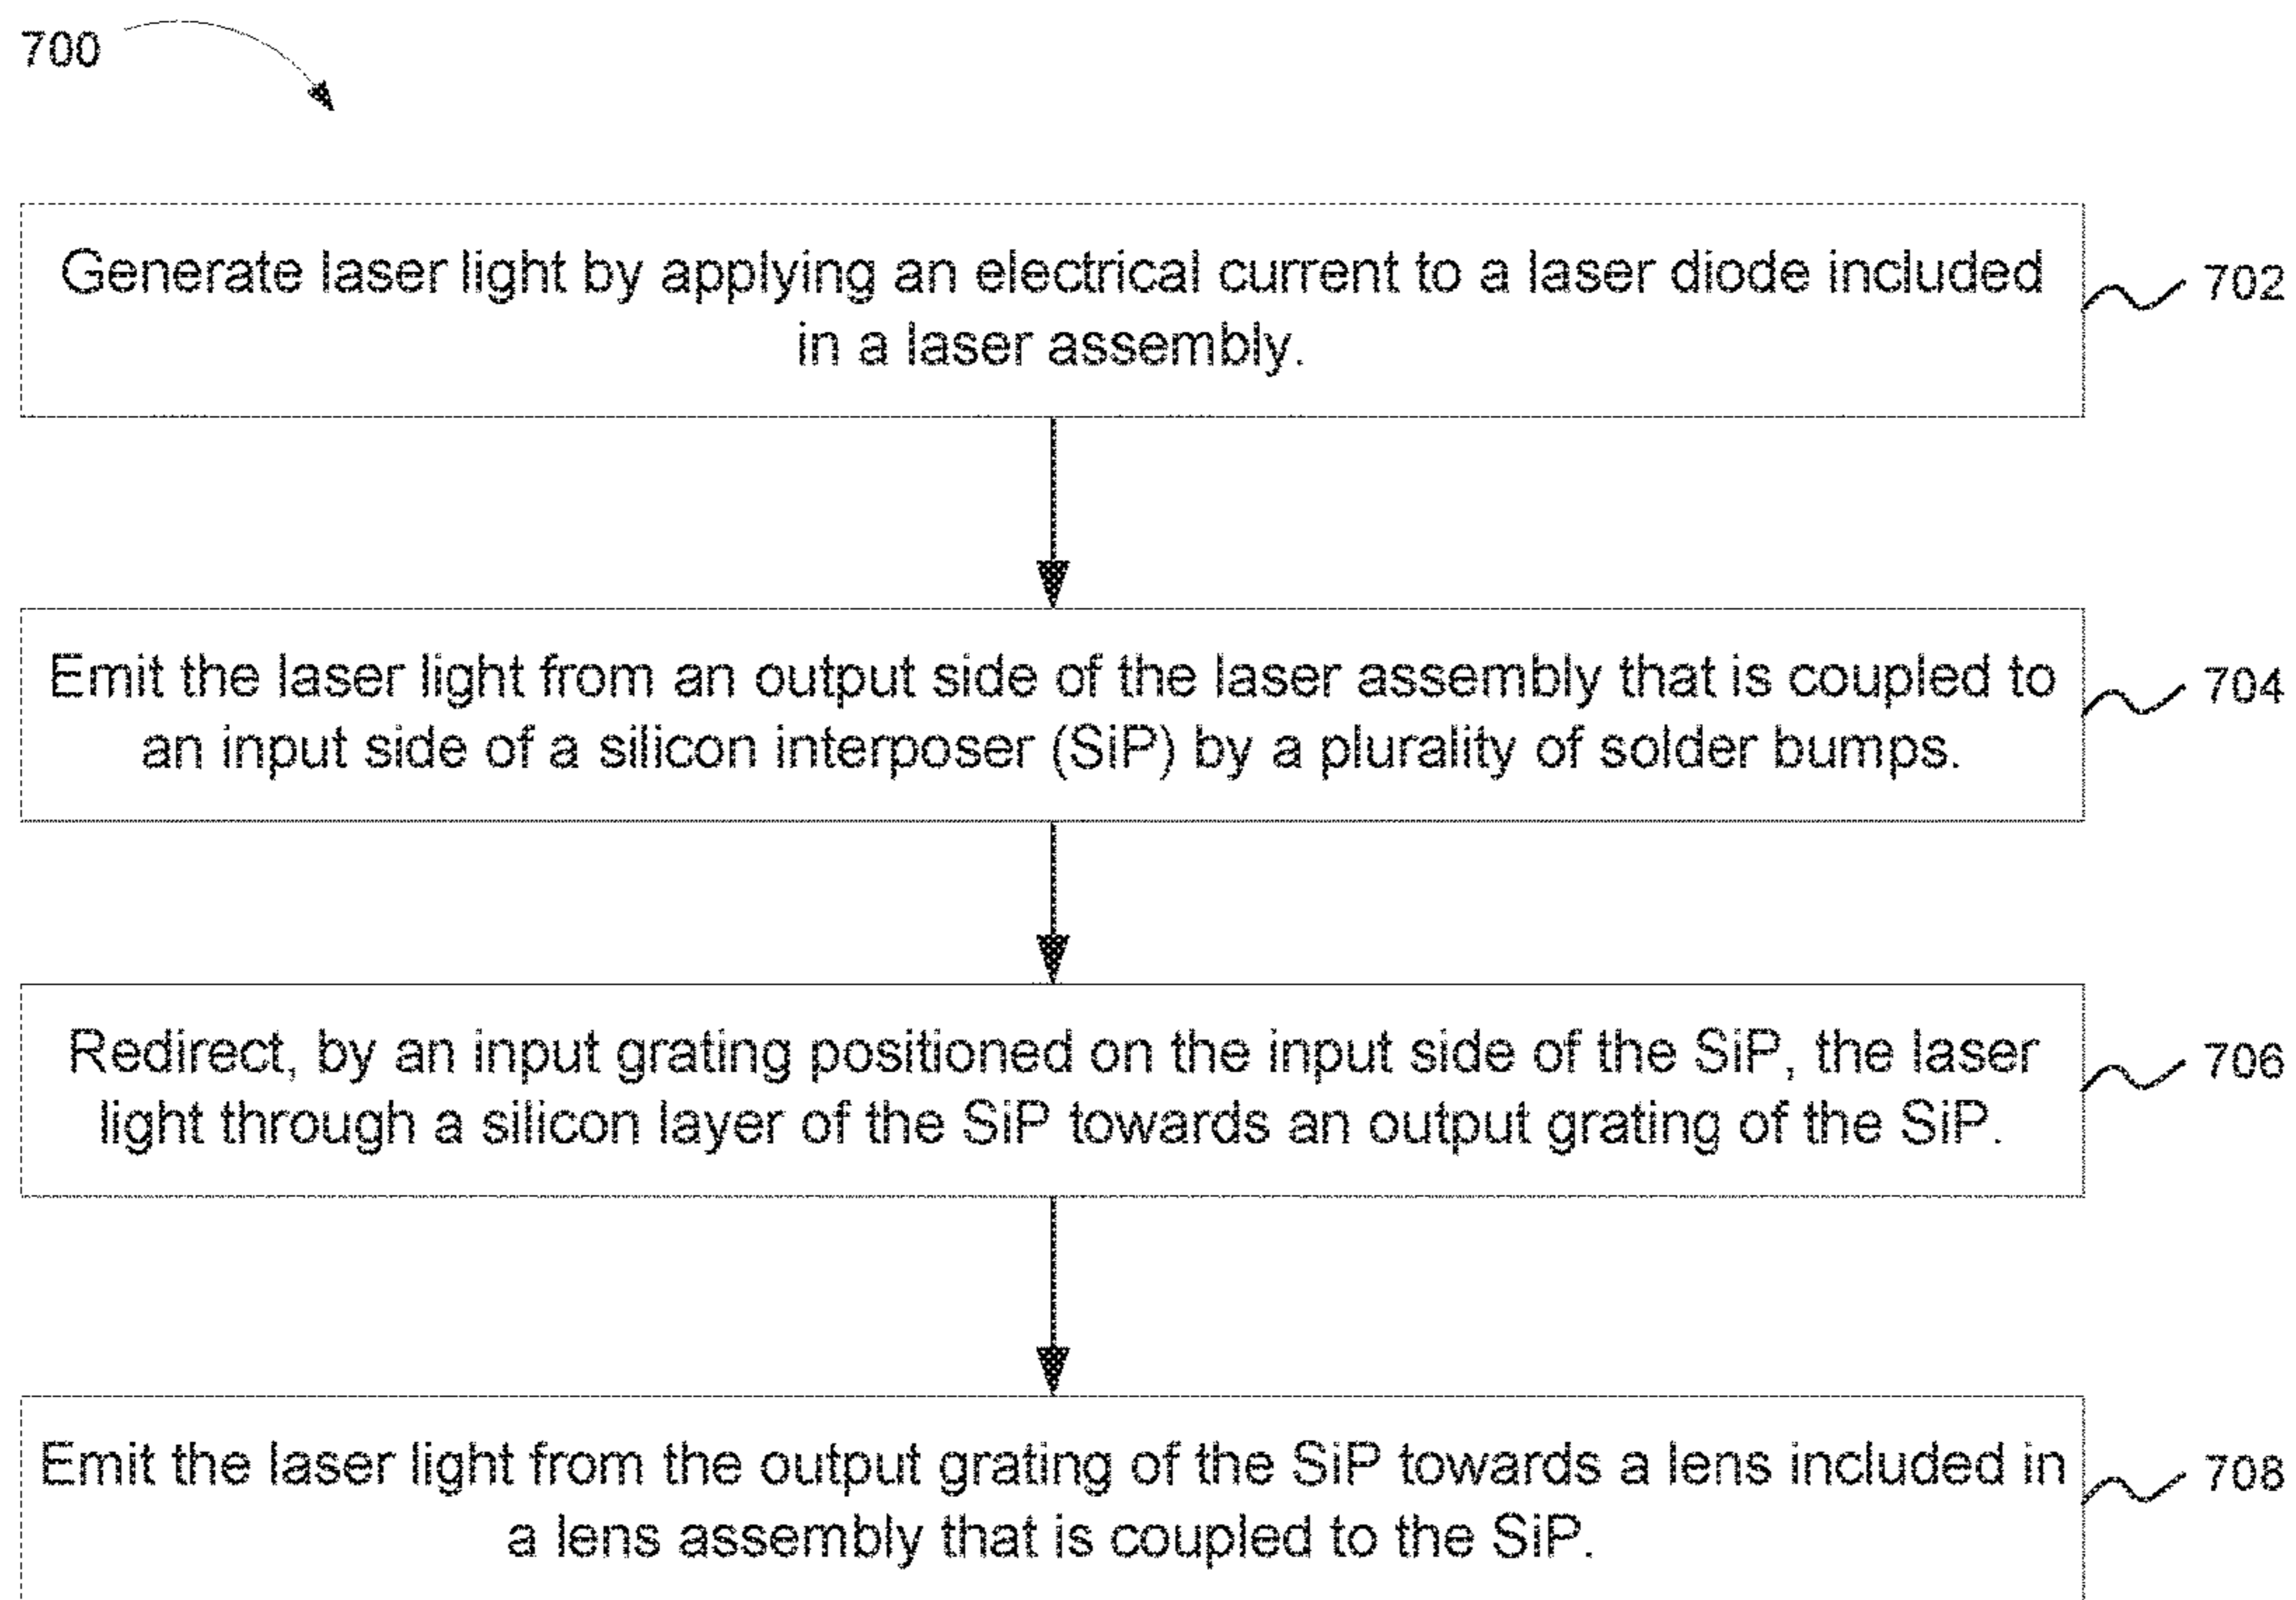 700
Generate laser light by applying an electrical current to a laser diode included
in a laser assembly.
702
Emit the laser light from an output side of the laser assembly that is coupled to
an input side of a silicon interposer (SiP) by a plurality of solder bumps.
704
Redirect, by an input grating positioned on the input side of the SiP, the laser
light through a silicon layer of the SiP towards an output grating of the SiP.
706
Emit the laser light from the output grating of the SiP towards a lens included in
a lens assembly that is coupled to the SiP.
708